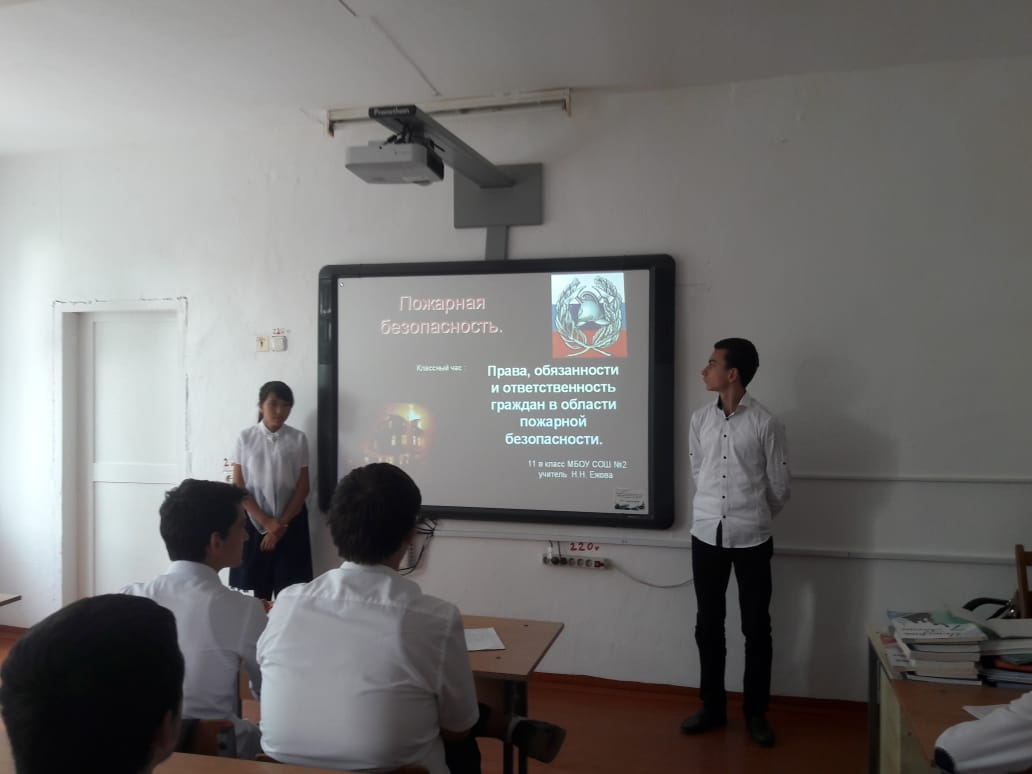 Promethean
Пожарная
безопасность.
Классный час :
Права, обязанности
и ответственность
граждан в области
пожарной
безопасности.
11 в класс МБОУ СОШ №2
учитель Н.Н. Ежова
220v